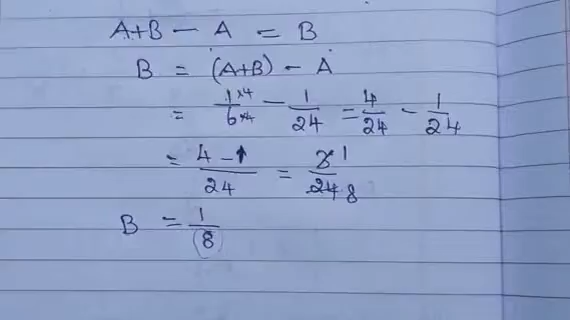 A+B - A = B
B = (A+B) - A
= 1×4/6×4 - 1/24 = 4/24 - 1/24
= 4-1/24 = 3 1/24 8
B = 1/(8)